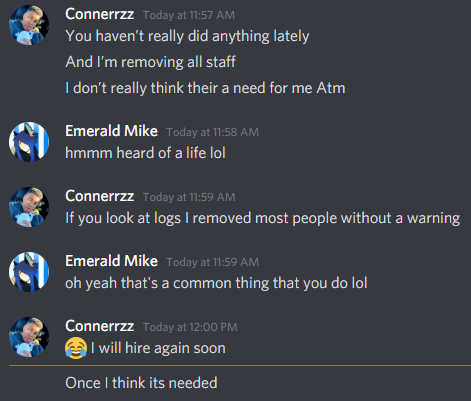 Connerrzz Today at 11:57 AM
You haven't really did anything lately
And I'm removing all staff
I don't really think their a need for me Atm
Emerald Mike Today at 11:58 AM
hmmm heard of a life lol
Connerrzz Today at 11:59 AM
If you look at logs I removed most people without a warning
Emerald Mike Today at 11:59 AM
oh yeah that's a common thing that you do lol
Connerrzz Today at 12:00 PM
😂 I will hire again soon
Once I think its needed